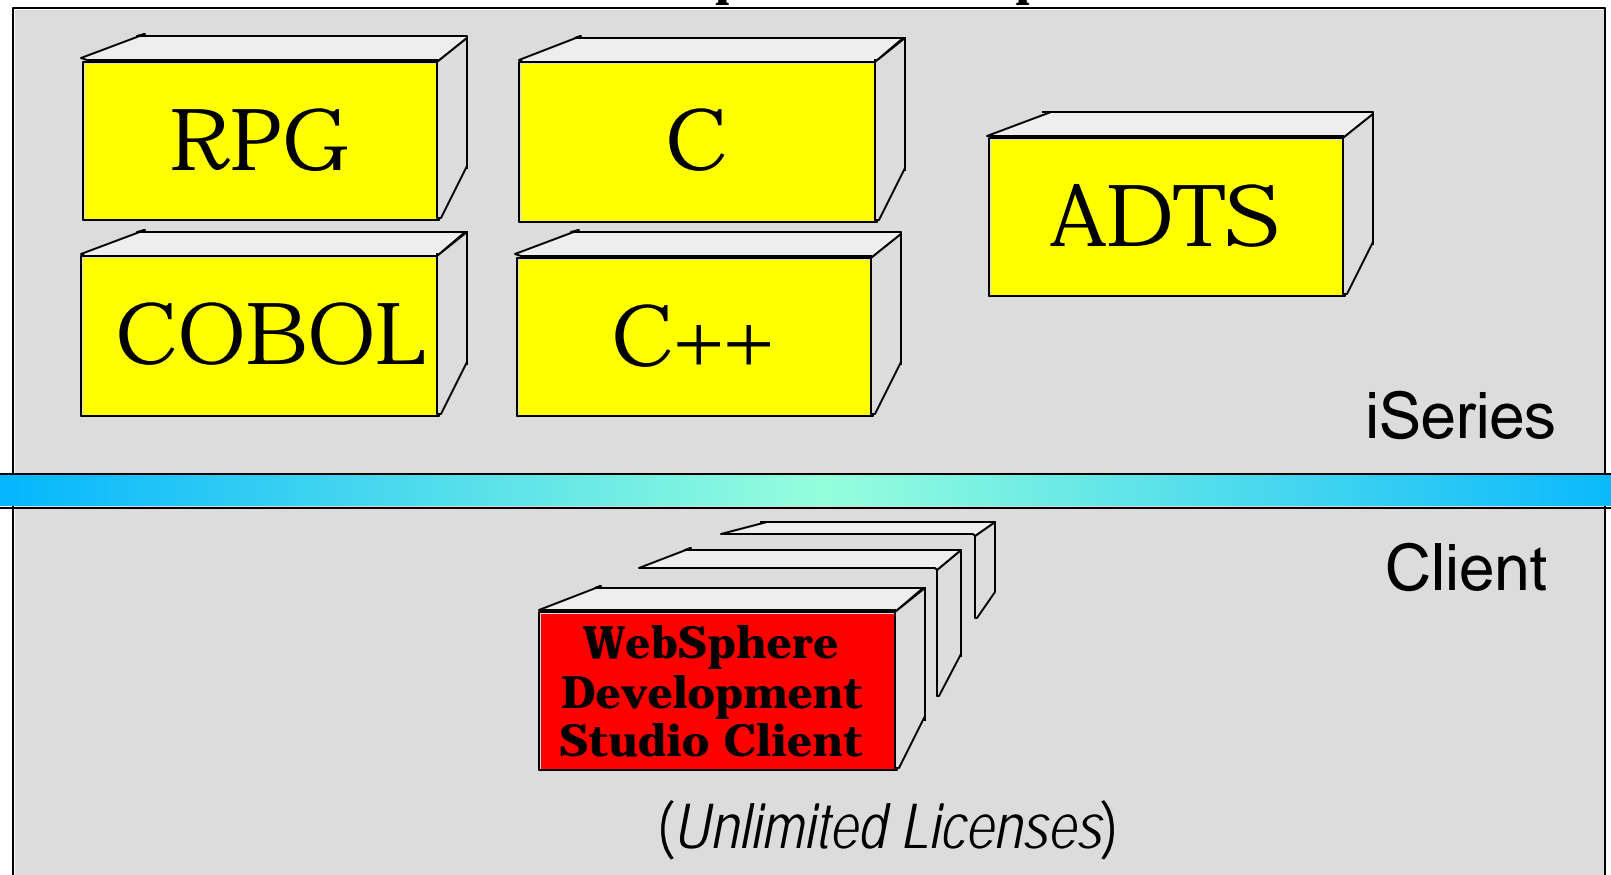 RPG
C
ADTS
COBOL
C++
iSeries
Client
WebSphere
Development
Studio Client
(Unlimited Licenses)